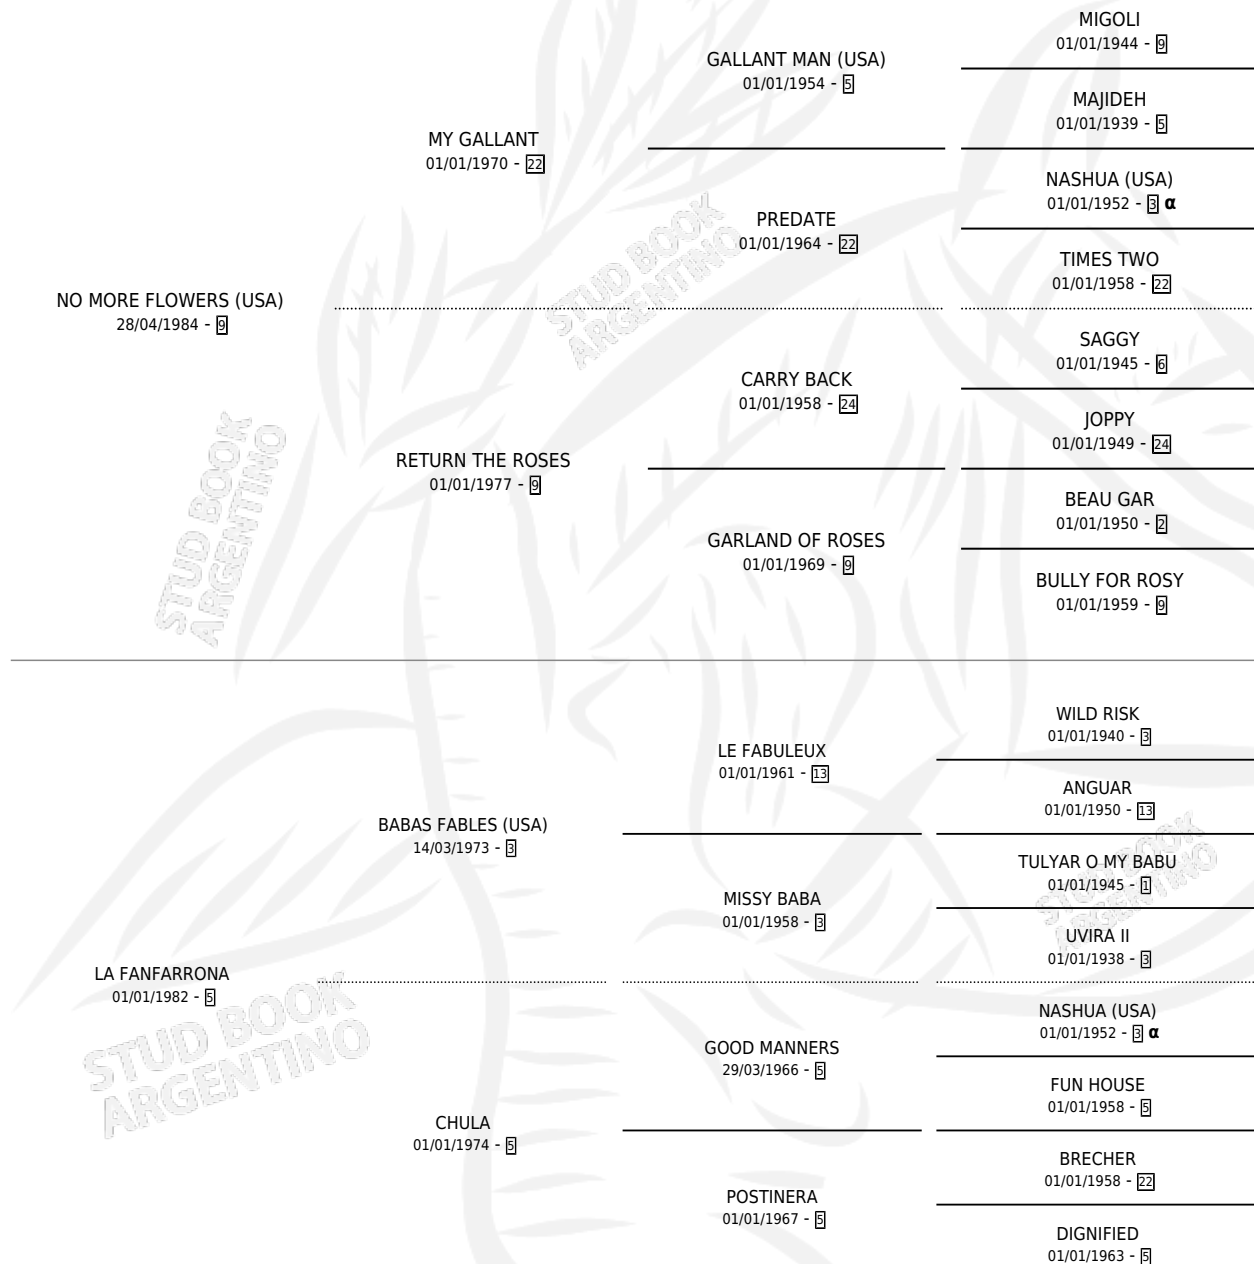 MIGOLI
01/01/1944 - 9
GALLANT MAN (USA)
01/01/1954 - 5
MAJIDEH
01/01/1939 - 5
MY GALLANT
01/01/1970 - 22
NASHUA (USA)
01/01/1952 - 3 α
PREDATE
01/01/1964 - 22
TIMES TWO
01/01/1958 - 22
NO MORE FLOWERS (USA)
28/04/1984 - 9
STUD BOOK
ARGENTINO
SAGGY
01/01/1945 - 6
CARRY BACK
01/01/1958 - 24
JOPPY
01/01/1949 - 24
RETURN THE ROSES
01/01/1977 - 9
STUD BOOK
ARGENTINO
BEAU GAR
01/01/1950 - 2
GARLAND OF ROSES
01/01/1969 - 9
BULLY FOR ROSY
01/01/1959 - 9
WILD RISK
01/01/1940 - 3
LE FABULEUX
01/01/1961 - 13
ANGUAR
01/01/1950 - 13
BABAS FABLES (USA)
14/03/1973 - 3
TULYAR O MY BABU
01/01/1945 - 1
STUD BOOK
ARGENTINO
MISSY BABA
01/01/1958 - 3
UVIRA II
01/01/1938 - 3
LA FANFARRONA
01/01/1982 - 5
STUD BOOK
ARGENTINO
NASHUA (USA)
01/01/1952 - 3 α
GOOD MANNERS
29/03/1966 - 5
FUN HOUSE
01/01/1958 - 5
CHULA
01/01/1974 - 5
BRECHER
01/01/1958 - 22
POSTINERA
01/01/1967 - 5
DIGNIFIED
01/01/1963 - 5